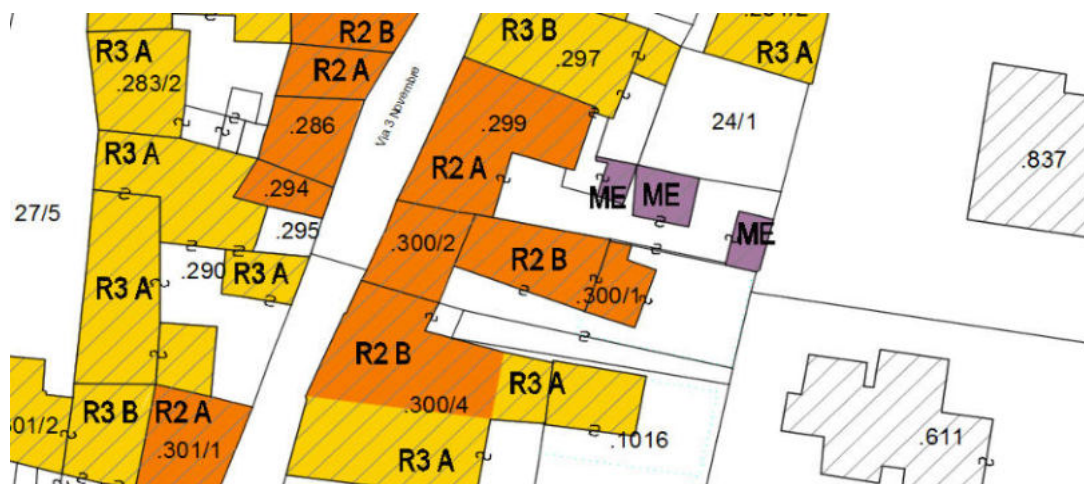 R2 B
R3 B
.297
R3 A
R3 A
.283/2
R2 A
Via 3 Novembre
.286
.299
24/1
.837
R3 A
R2 A
.294
ME
ME
27/5
.295
.300/2
ME
.290
R3 A
R2 B
R3 A
.300/1
R2 B
R3 A
.300/4
R3 B
R2 A
.301/1
.1016
.611
R3 A